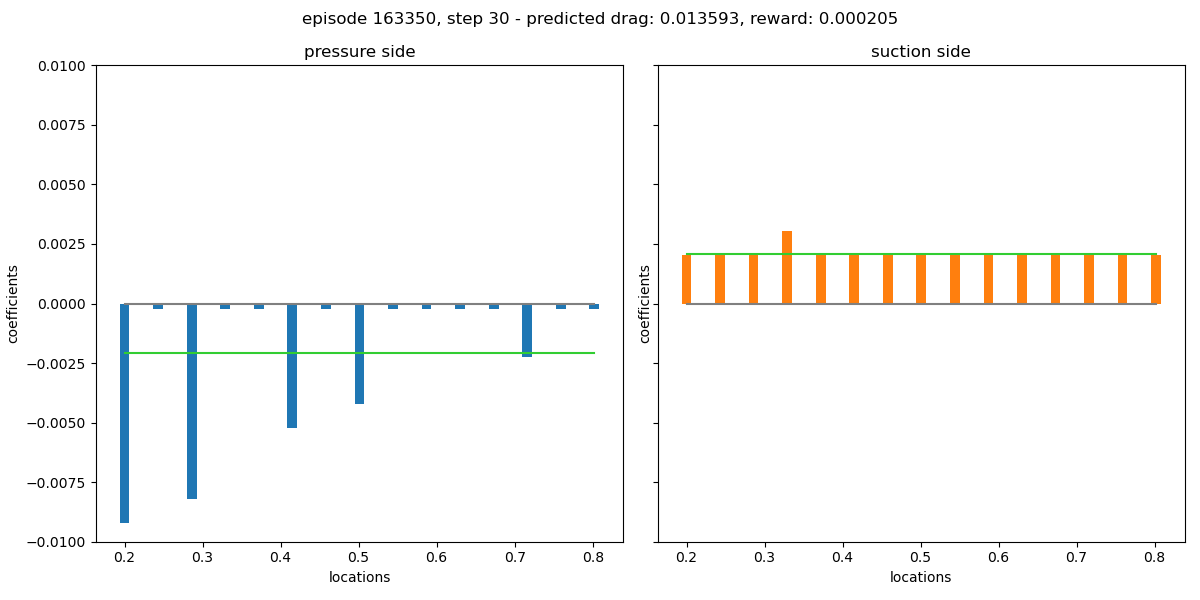 episode 163350, step 30 - predicted drag: 0.013593, reward: 0.000205
pressure side
suction side
0.0100
0.0075
0.0050
0.0025
0.0000
−0.0025
−0.0050
−0.0075
−0.0100
coefficients
coefficients
0.2 0.3 0.4 0.5 0.6 0.7 0.8
0.2 0.3 0.4 0.5 0.6 0.7 0.8
locations
locations